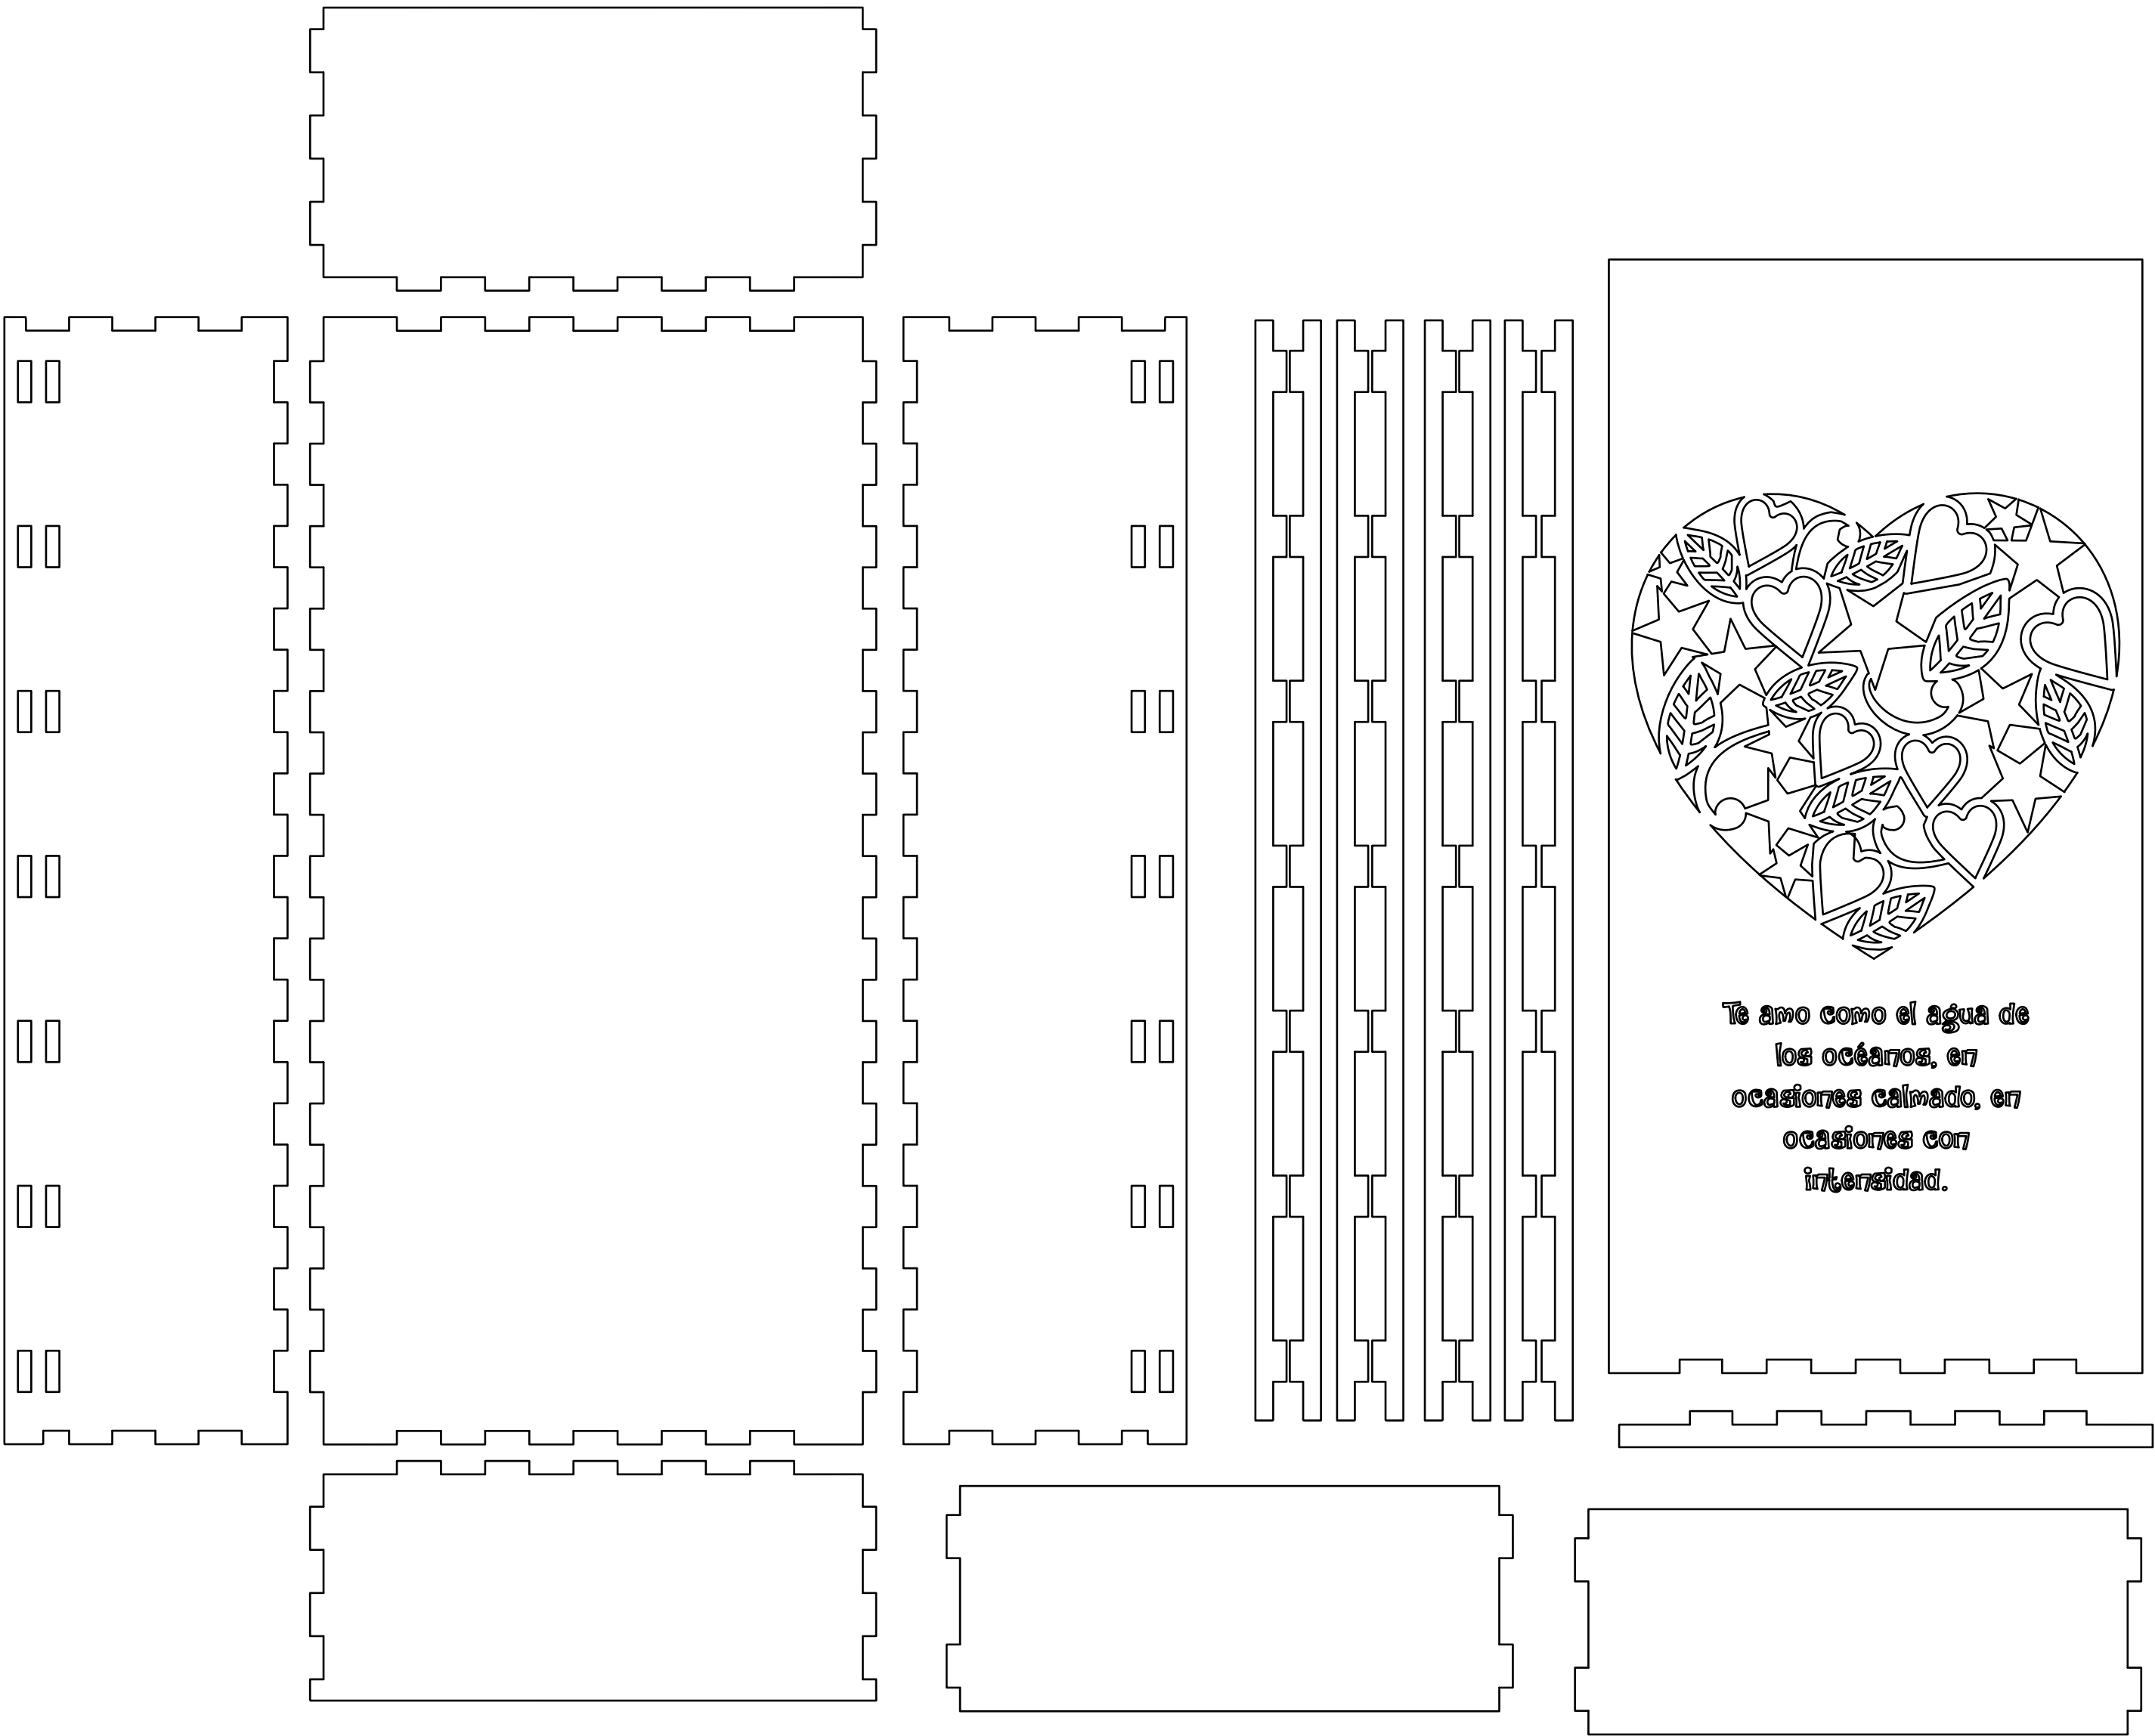 Te amo como el agua de
los océanos, en
ocasiones calmado, en
ocasiones con
intensidad.